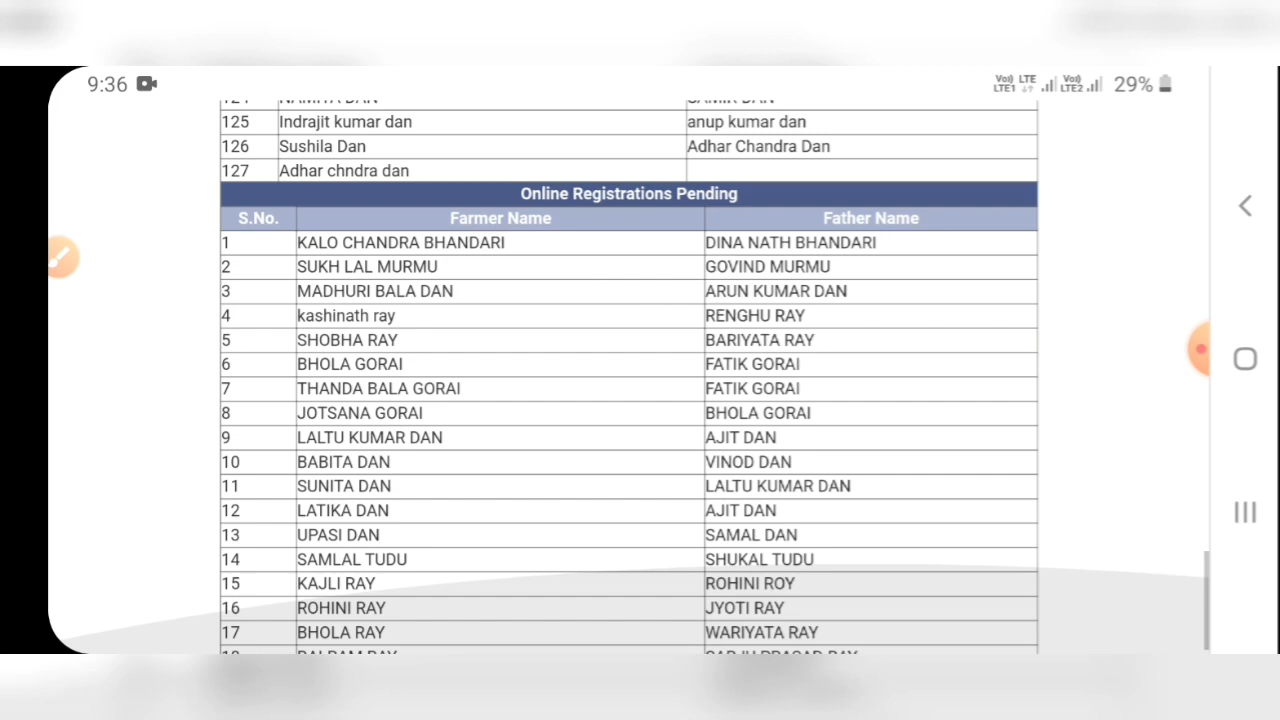 9:36 Vo) LTE LTE1 Vo) LTE2 29%
125 Indrajit kumar dan anup kumar dan
126 Sushila Dan Adhar Chandra Dan
127 Adhar chndra dan
Online Registrations Pending
S.No. Farmer Name Father Name
1 KALO CHANDRA BHANDARI DINA NATH BHANDARI
2 SUKH LAL MURMU GOVIND MURMU
3 MADHURI BALA DAN ARUN KUMAR DAN
4 kashinath ray RENGHU RAY
5 SHOBHA RAY BARIYATA RAY
6 BHOLA GORAI FATIK GORAI
7 THANDA BALA GORAI FATIK GORAI
8 JOTSANA GORAI BHOLA GORAI
9 LALTU KUMAR DAN AJIT DAN
10 BABITA DAN VINOD DAN
11 SUNITA DAN LALTU KUMAR DAN
12 LATIKA DAN AJIT DAN
13 UPASI DAN SAMAL DAN
14 SAMLAL TUDU SHUKAL TUDU
15 KAJLI RAY ROHINI ROY
16 ROHINI RAY JYOTI RAY
17 BHOLA RAY WARIYATA RAY